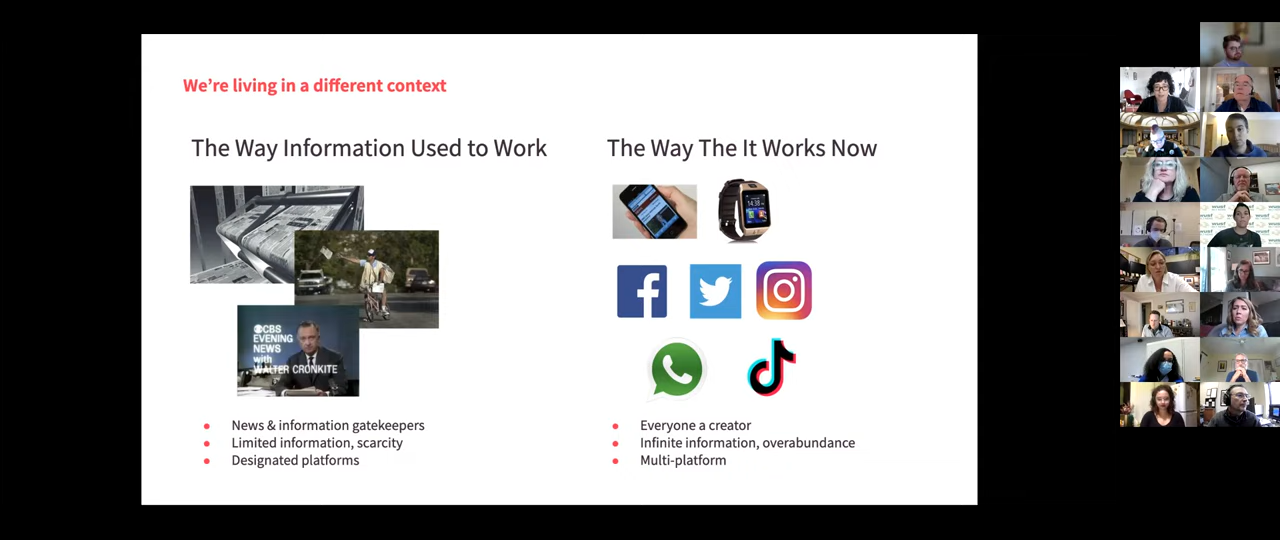 We're living in a different context
The Way Information Used to Work
The Way The It Works Now
CBS
EVENING
NEWS
with
WALTER CRONKITE
News & information gatekeepers
Limited information, scarcity
Designated platforms
Everyone a creator
Infinite information, overabundance
Multi-platform
wusf
wusf